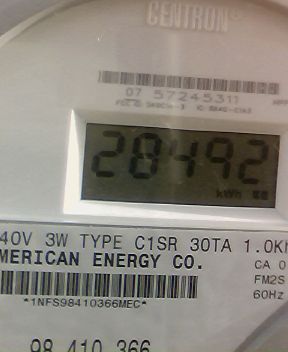 CENTRON®
07 57245311
28492
kWh
40V 3W TYPE C1SR 30TA 1.0K
MERICAN ENERGY CO.
CA 0
FM2S
*1NFS98410366MEC*
60Hz
98 410 366